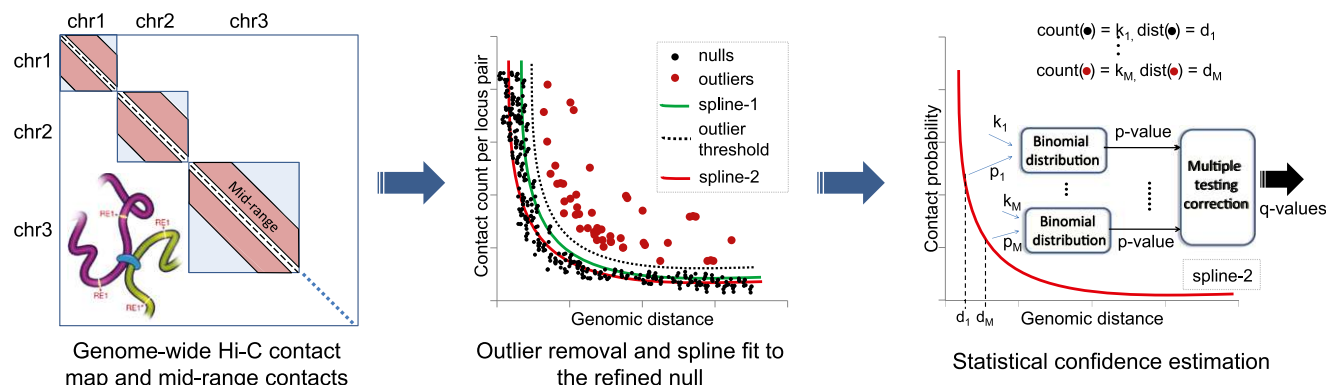 chr1 chr2 chr3
chr1
chr2
chr3
Mid-range
RE1
RE1
RE1
RE1
Genome-wide Hi-C contact
map and mid-range contacts
Contact count per locus pair
nulls
outliers
spline-1
outlier
threshold
spline-2
Genomic distance
Outlier removal and spline fit to
the refined null
count(●) = k1, dist(●) = d1
count(●) = kM, dist(●) = dM
Contact probability
k1
p1
Binomial
distribution
p-value
kM
pM
Binomial
distribution
p-value
Multiple
testing
correction
q-values
spline-2
d1 dM
Genomic distance
Statistical confidence estimation